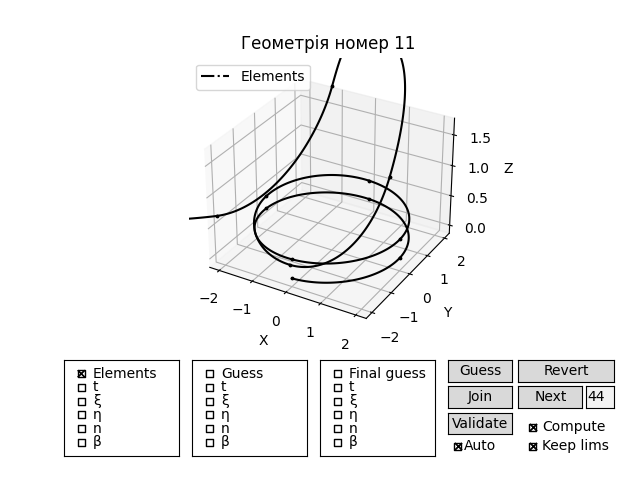 Геометрія номер 11
Elements
1.5
1.0
0.5
0.0
Z
−2
−1
0
1
2
X
−2
−1
0
1
2
Y
Elements
t
ξ
η
n
β
Guess
t
ξ
η
n
β
Final guess
t
ξ
η
n
β
Guess
Revert
Join
Next
44
Validate
Compute
Auto
Keep lims